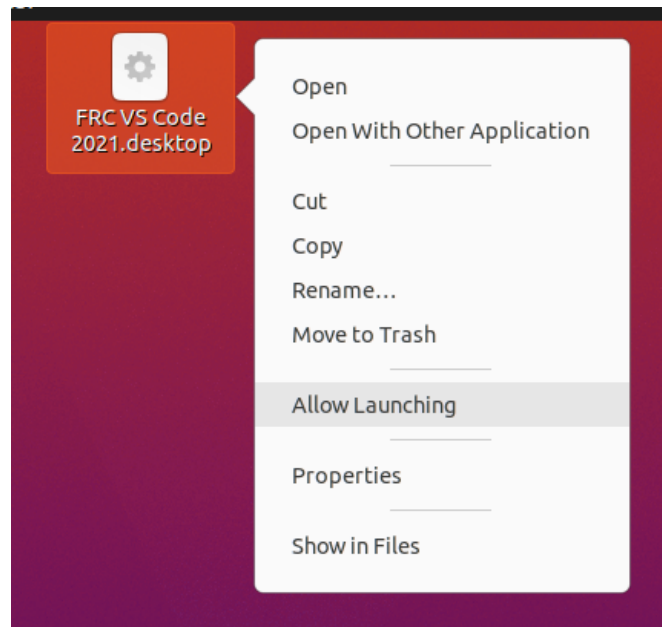 FRC VS Code
2021.desktop
Open
Open With Other Application
Cut
Copy
Rename...
Move to Trash
Allow Launching
Properties
Show in Files